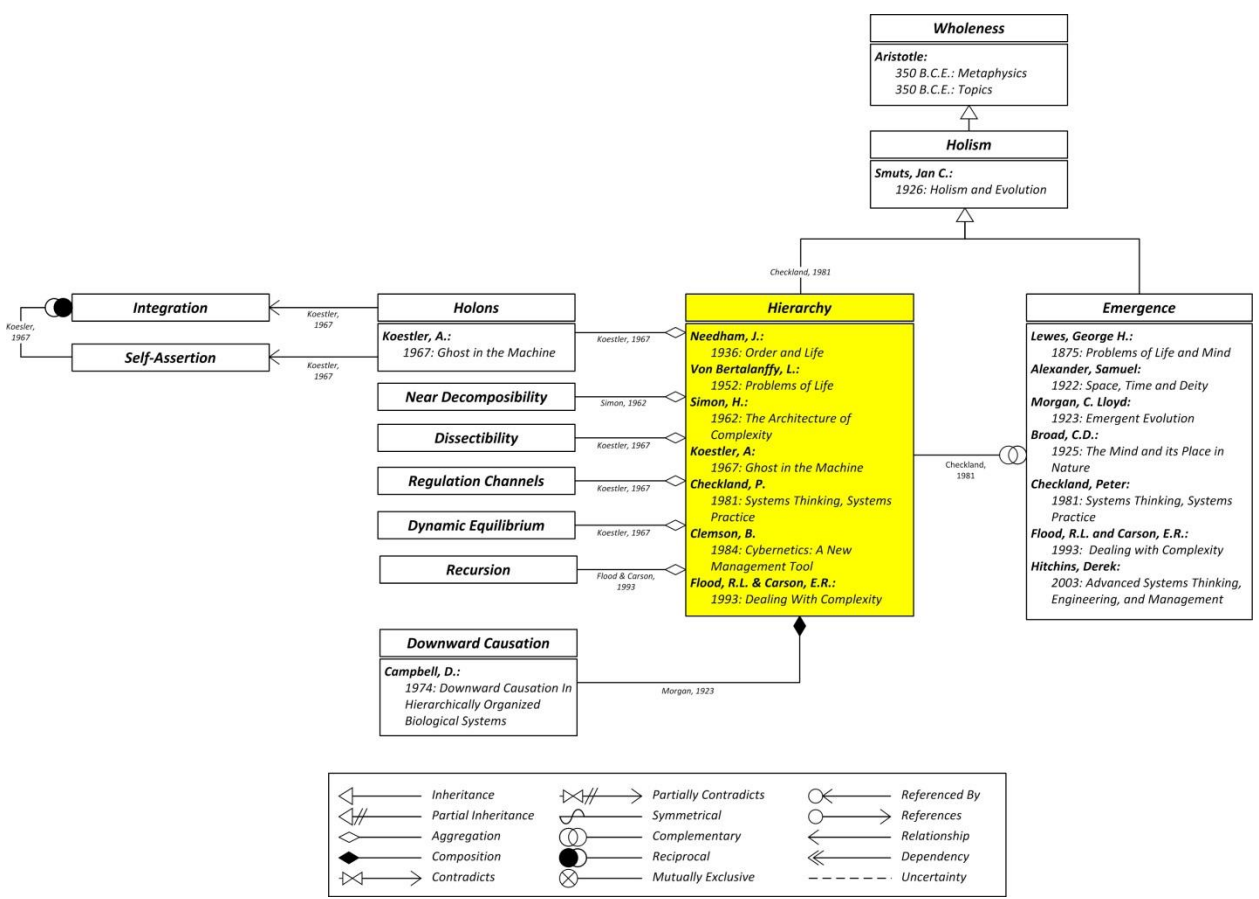 Wholeness
Aristotle:
350 B.C.E.: Metaphysics
350 B.C.E.: Topics
Holism
Smuts, Jan C.:
1926: Holism and Evolution
Checkland, 1981
Integration
Koesler,
1967
Self-Assertion
Koestler,
1967
Koestler,
1967
Holons
Koestler, A.:
1967: Ghost in the Machine
Near Decomposibility
Dissectibility
Regulation Channels
Dynamic Equilibrium
Recursion
Koestler, 1967
Simon, 1962
Koestler, 1967
Koestler, 1967
Koestler, 1967
Flood & Carson,
1993
Hierarchy
Needham, J.:
1936: Order and Life
Von Bertalanffy, L.:
1952: Problems of Life
Simon, H.:
1962: The Architecture of
Complexity
Koestler, A:
1967: Ghost in the Machine
Checkland, P.
1981: Systems Thinking, Systems
Practice
Clemson, B.
1984: Cybernetics: A New
Management Tool
Flood, R.L. & Carson, E.R.:
1993: Dealing With Complexity
Checkland,
1981
Emergence
Lewes, George H.:
1875: Problems of Life and Mind
Alexander, Samuel:
1922: Space, Time and Deity
Morgan, C. Lloyd:
1923: Emergent Evolution
Broad, C.D.:
1925: The Mind and its Place in
Nature
Checkland, Peter:
1981: Systems Thinking, Systems
Practice
Flood, R.L. and Carson, E.R.:
1993: Dealing with Complexity
Hitchins, Derek:
2003: Advanced Systems Thinking,
Engineering, and Management
Downward Causation
Campbell, D.:
1974: Downward Causation In
Hierarchically Organized
Biological Systems
Morgan, 1923
Inheritance
Partial Inheritance
Aggregation
Composition
Contradicts
Partially Contradicts
Symmetrical
Complementary
Reciprocal
Mutually Exclusive
Referenced By
References
Relationship
Dependency
Uncertainty